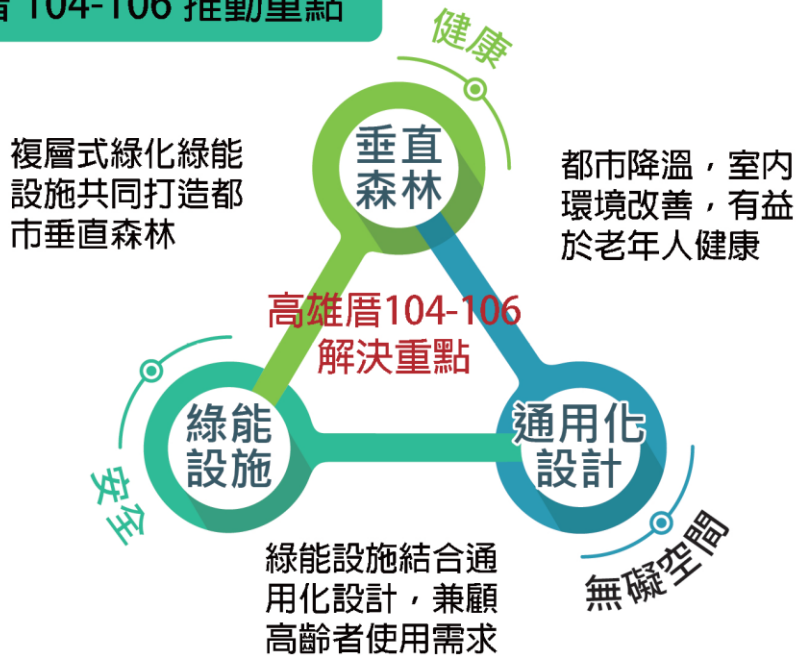 104-106 推動重點
健康
垂直
森林
複層式綠化綠能
設施共同打造都
市垂直森林
都市降溫，室內
環境改善，有益
於老年人健康
高雄厝104-106
解決重點
綠能
設施
通用化
設計
安全
無礙空間
綠能設施結合通
用化設計，兼顧
高齡者使用需求